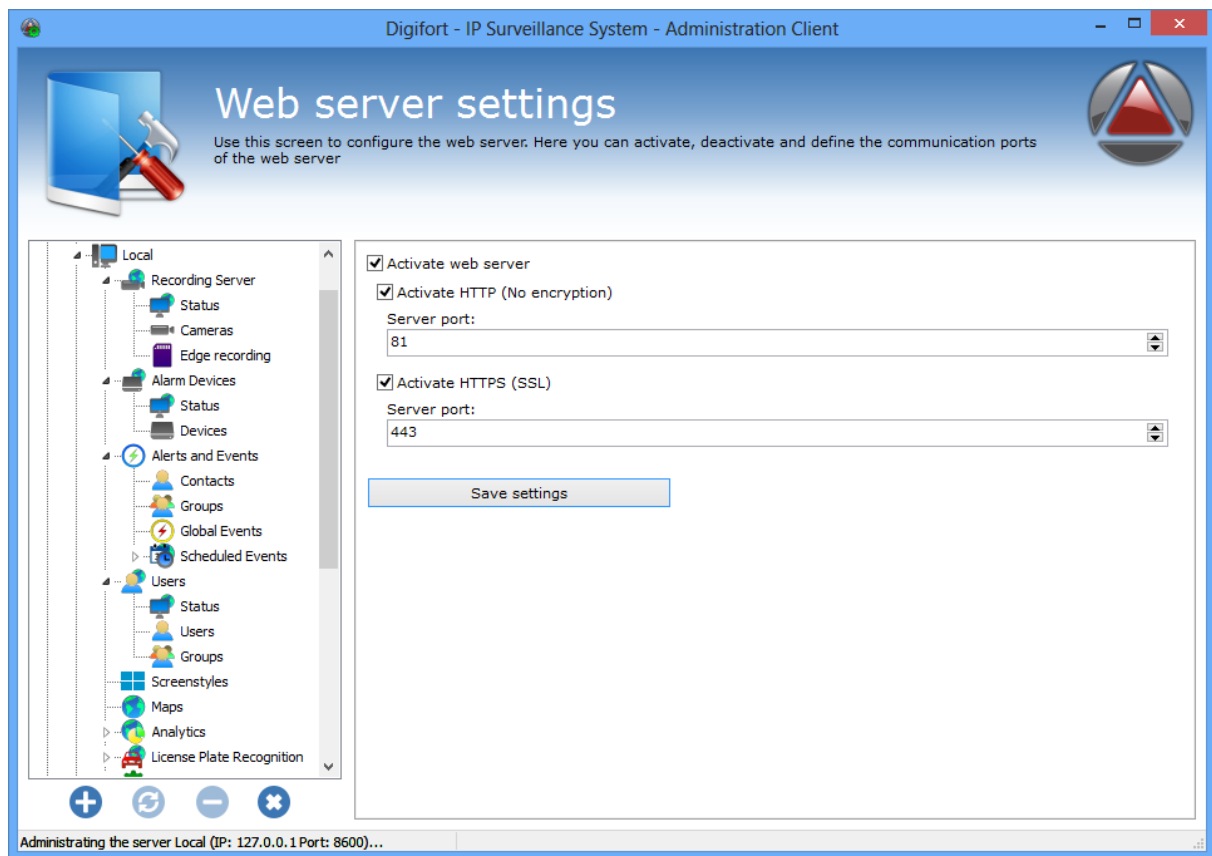 Digifort - IP Surveillance System - Administration Client
Web server settings
Use this screen to configure the web server. Here you can activate, deactivate and define the communication ports
of the web server
Local
Recording Server
Status
Cameras
Edge recording
Alarm Devices
Status
Devices
Alerts and Events
Contacts
Groups
Global Events
Scheduled Events
Users
Status
Users
Groups
Screenstyles
Maps
Analytics
License Plate Recognition
Activate web server
Activate HTTP (No encryption)
Server port:
81
Activate HTTPS (SSL)
Server port:
443
Save settings
Administrating the server Local (IP: 127.0.0.1 Port: 8600)...